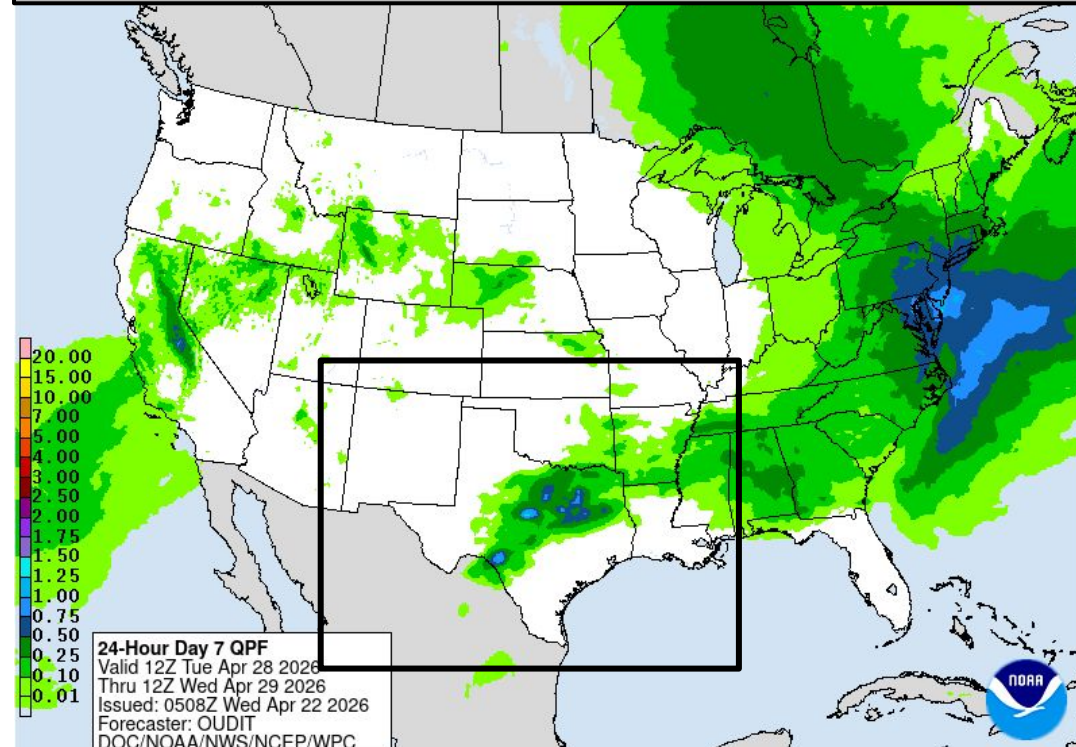 20.00
15.00
10.00
7.00
5.00
4.00
3.00
2.50
2.00
1.75
1.50
1.25
1.00
0.75
0.50
0.25
0.10
0.01
24-Hour Day 7 QPF
Valid 12Z Tue Apr 28 2026
Thru 12Z Wed Apr 29 2026
Issued: 0508Z Wed Apr 22 2026
Forecaster: OUDIT
DOC/NOAA/NWS/NCEP/WPC
NOAA